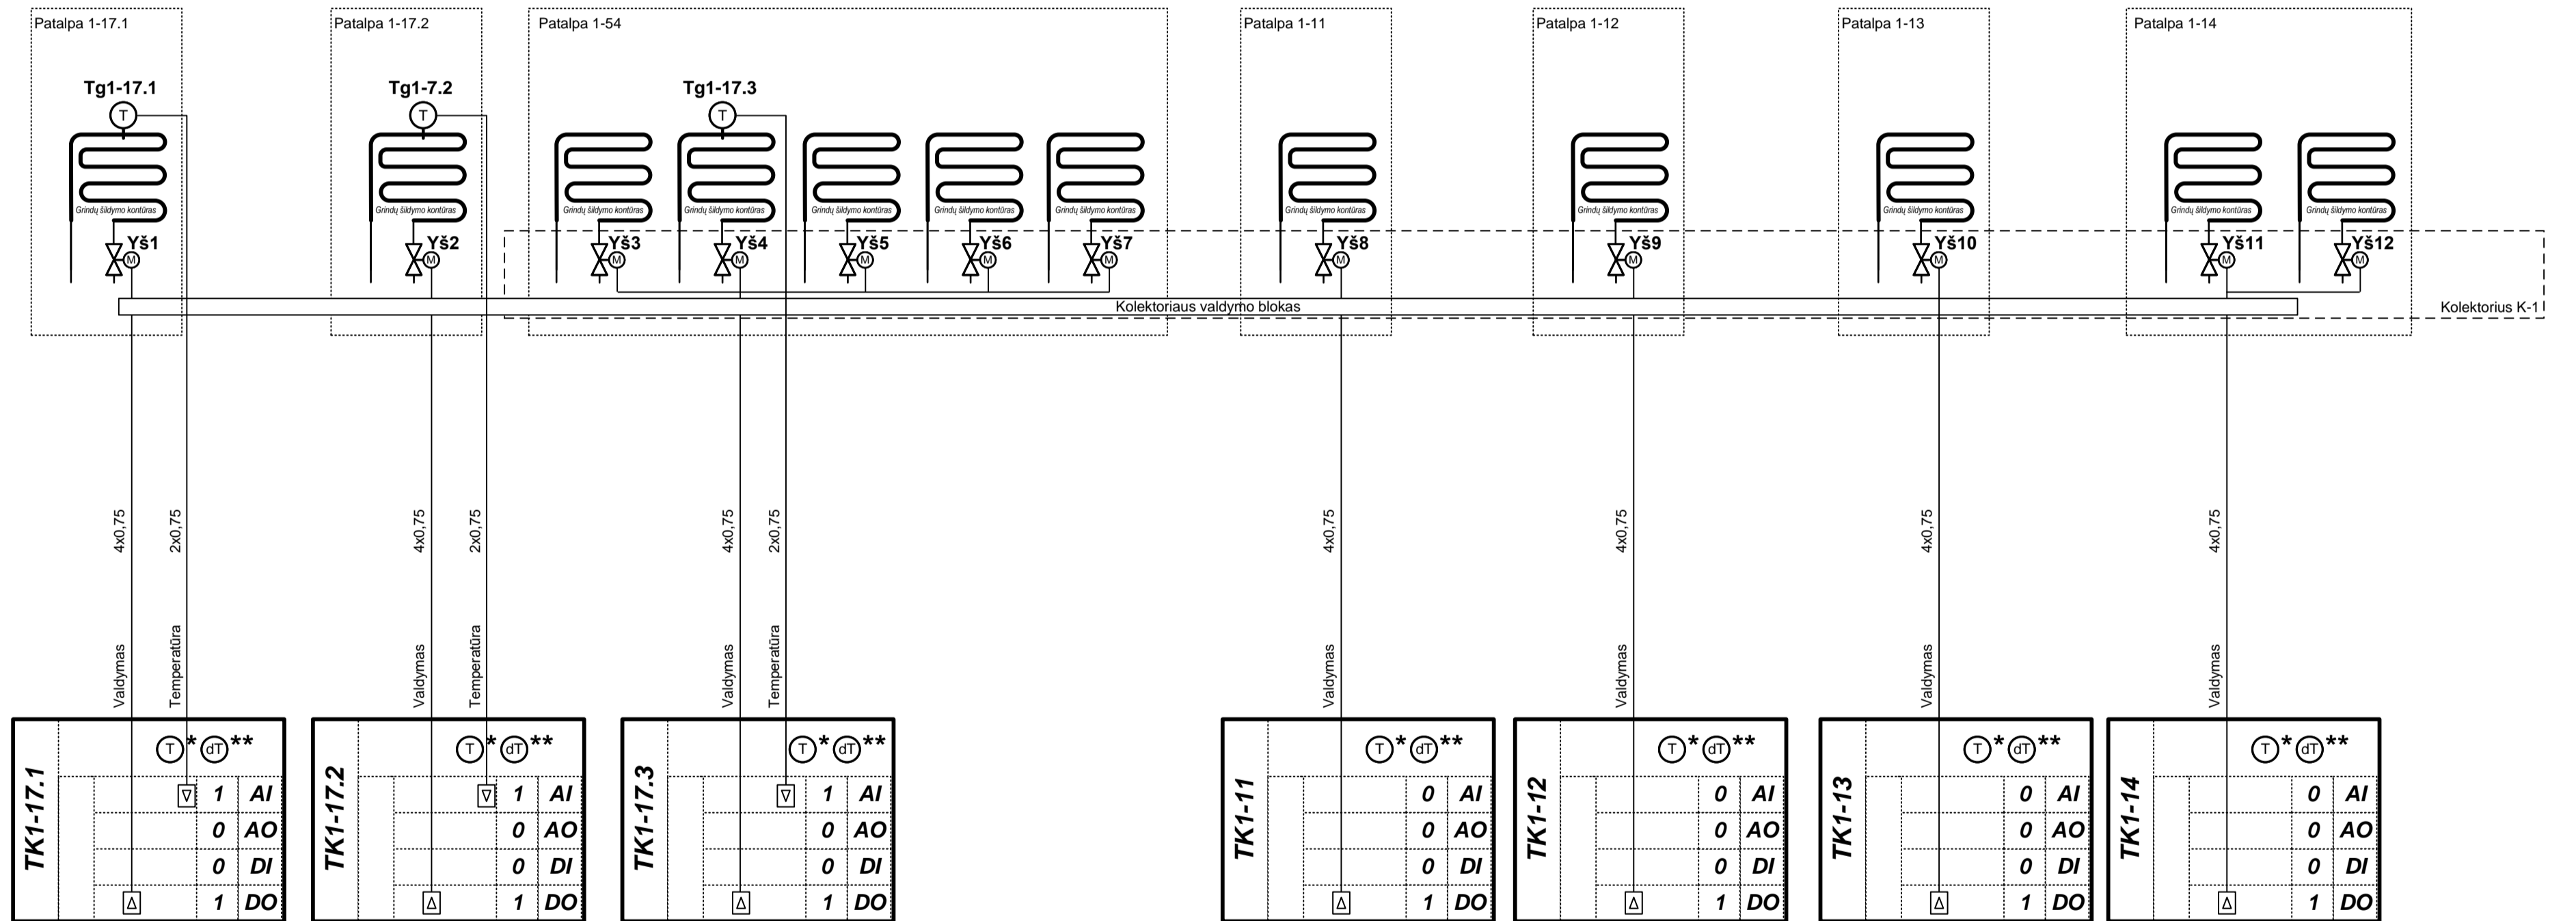 Patalpa 1-17.1
Patalpa 1-17.2
Patalpa 1-54
Patalpa 1-11
Patalpa 1-12
Patalpa 1-13
Patalpa 1-14
Tg1-17.1
Tg1-7.2
Tg1-17.3
T
T
T
Grindų šildymo kontūras
Grindų šildymo kontūras
Grindų šildymo kontūras
Grindų šildymo kontūras
Grindų šildymo kontūras
Grindų šildymo kontūras
Grindų šildymo kontūras
Grindų šildymo kontūras
Grindų šildymo kontūras
Grindų šildymo kontūras
Grindų šildymo kontūras
Grindų šildymo kontūras
Yš1
Yš2
Yš3
Yš4
Yš5
Yš6
Yš7
Yš8
Yš9
Yš10
Yš11
Yš12
M
M
M
M
M
M
M
M
M
M
M
M
Kolektoriaus valdymo blokas
Kolektorius K-1
4x0,75
2x0,75
4x0,75
2x0,75
4x0,75
2x0,75
4x0,75
4x0,75
4x0,75
4x0,75
Valdymas
Temperatūra
Valdymas
Temperatūra
Valdymas
Temperatūra
Valdymas
Valdymas
Valdymas
Valdymas
TK1-17.1
T * dT **
1 AI
0 AO
0 DI
1 DO
TK1-17.2
T * dT **
1 AI
0 AO
0 DI
1 DO
TK1-17.3
T * dT **
1 AI
0 AO
0 DI
1 DO
TK1-11
T * dT **
0 AI
0 AO
0 DI
1 DO
TK1-12
T * dT **
0 AI
0 AO
0 DI
1 DO
TK1-13
T * dT **
0 AI
0 AO
0 DI
1 DO
TK1-14
T * dT **
0 AI
0 AO
0 DI
1 DO